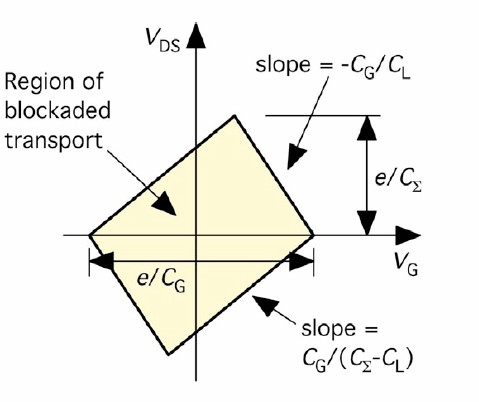 V_DS
slope = -C_G/C_L
Region of
blockaded
transport
e/C_Σ
V_G
e/C_G
slope =
C_G/(C_Σ-C_L)